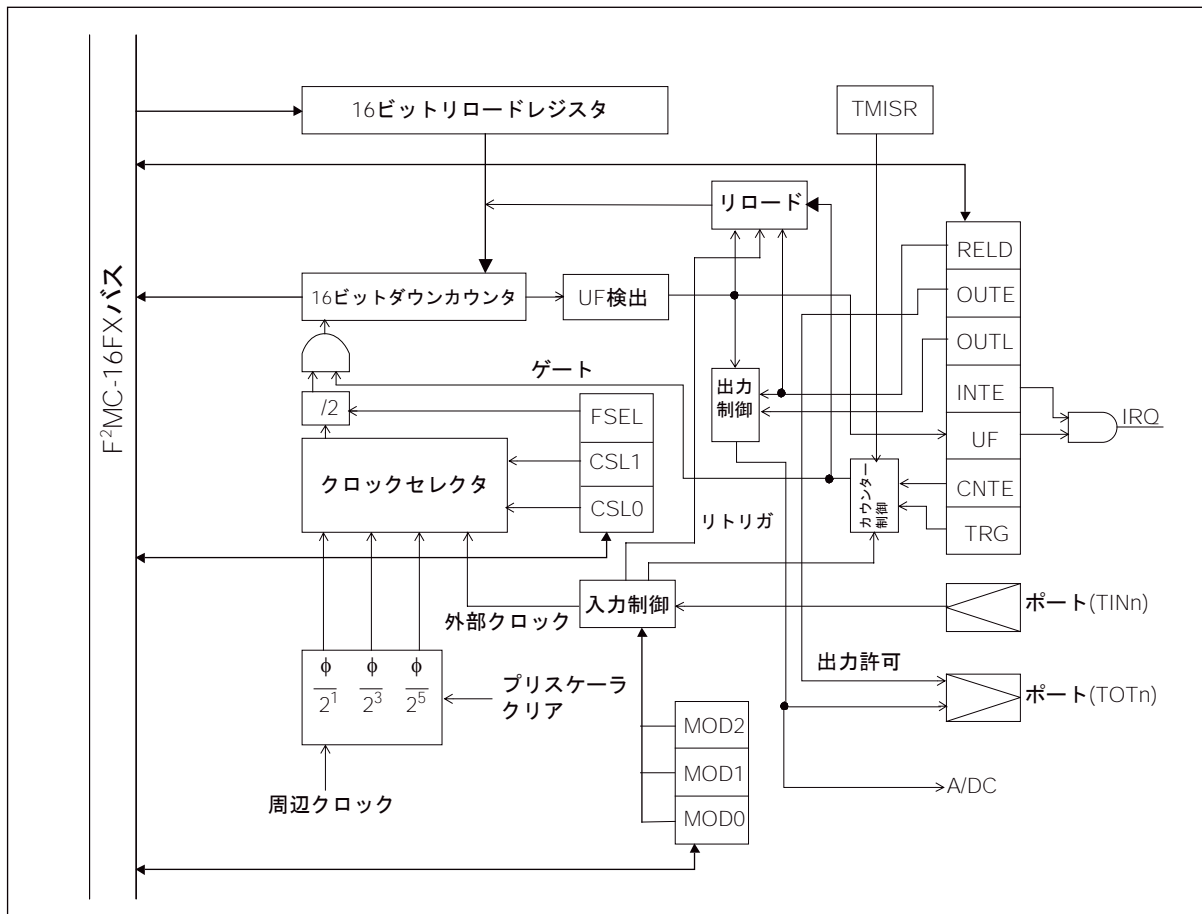 16ビットリロードレジスタ
TMISR
リロード
RELD
F²MC-16FXバス
16ビットダウンカウンタ
UF検出
OUTE
OUTL
ゲート
出力
制御
INTE
IRQ
/2
FSEL
UF
CSL1
クロックセレクタ
カウンター
制御
CNTE
CSL0
リトリガ
TRG
入力制御
ポート(TINn)
外部クロック
出力許可
φ/2¹ φ/2³ φ/2⁵
プリスケーラ
クリア
ポート(TOTn)
MOD2
MOD1
A/DC
周辺クロック
MOD0